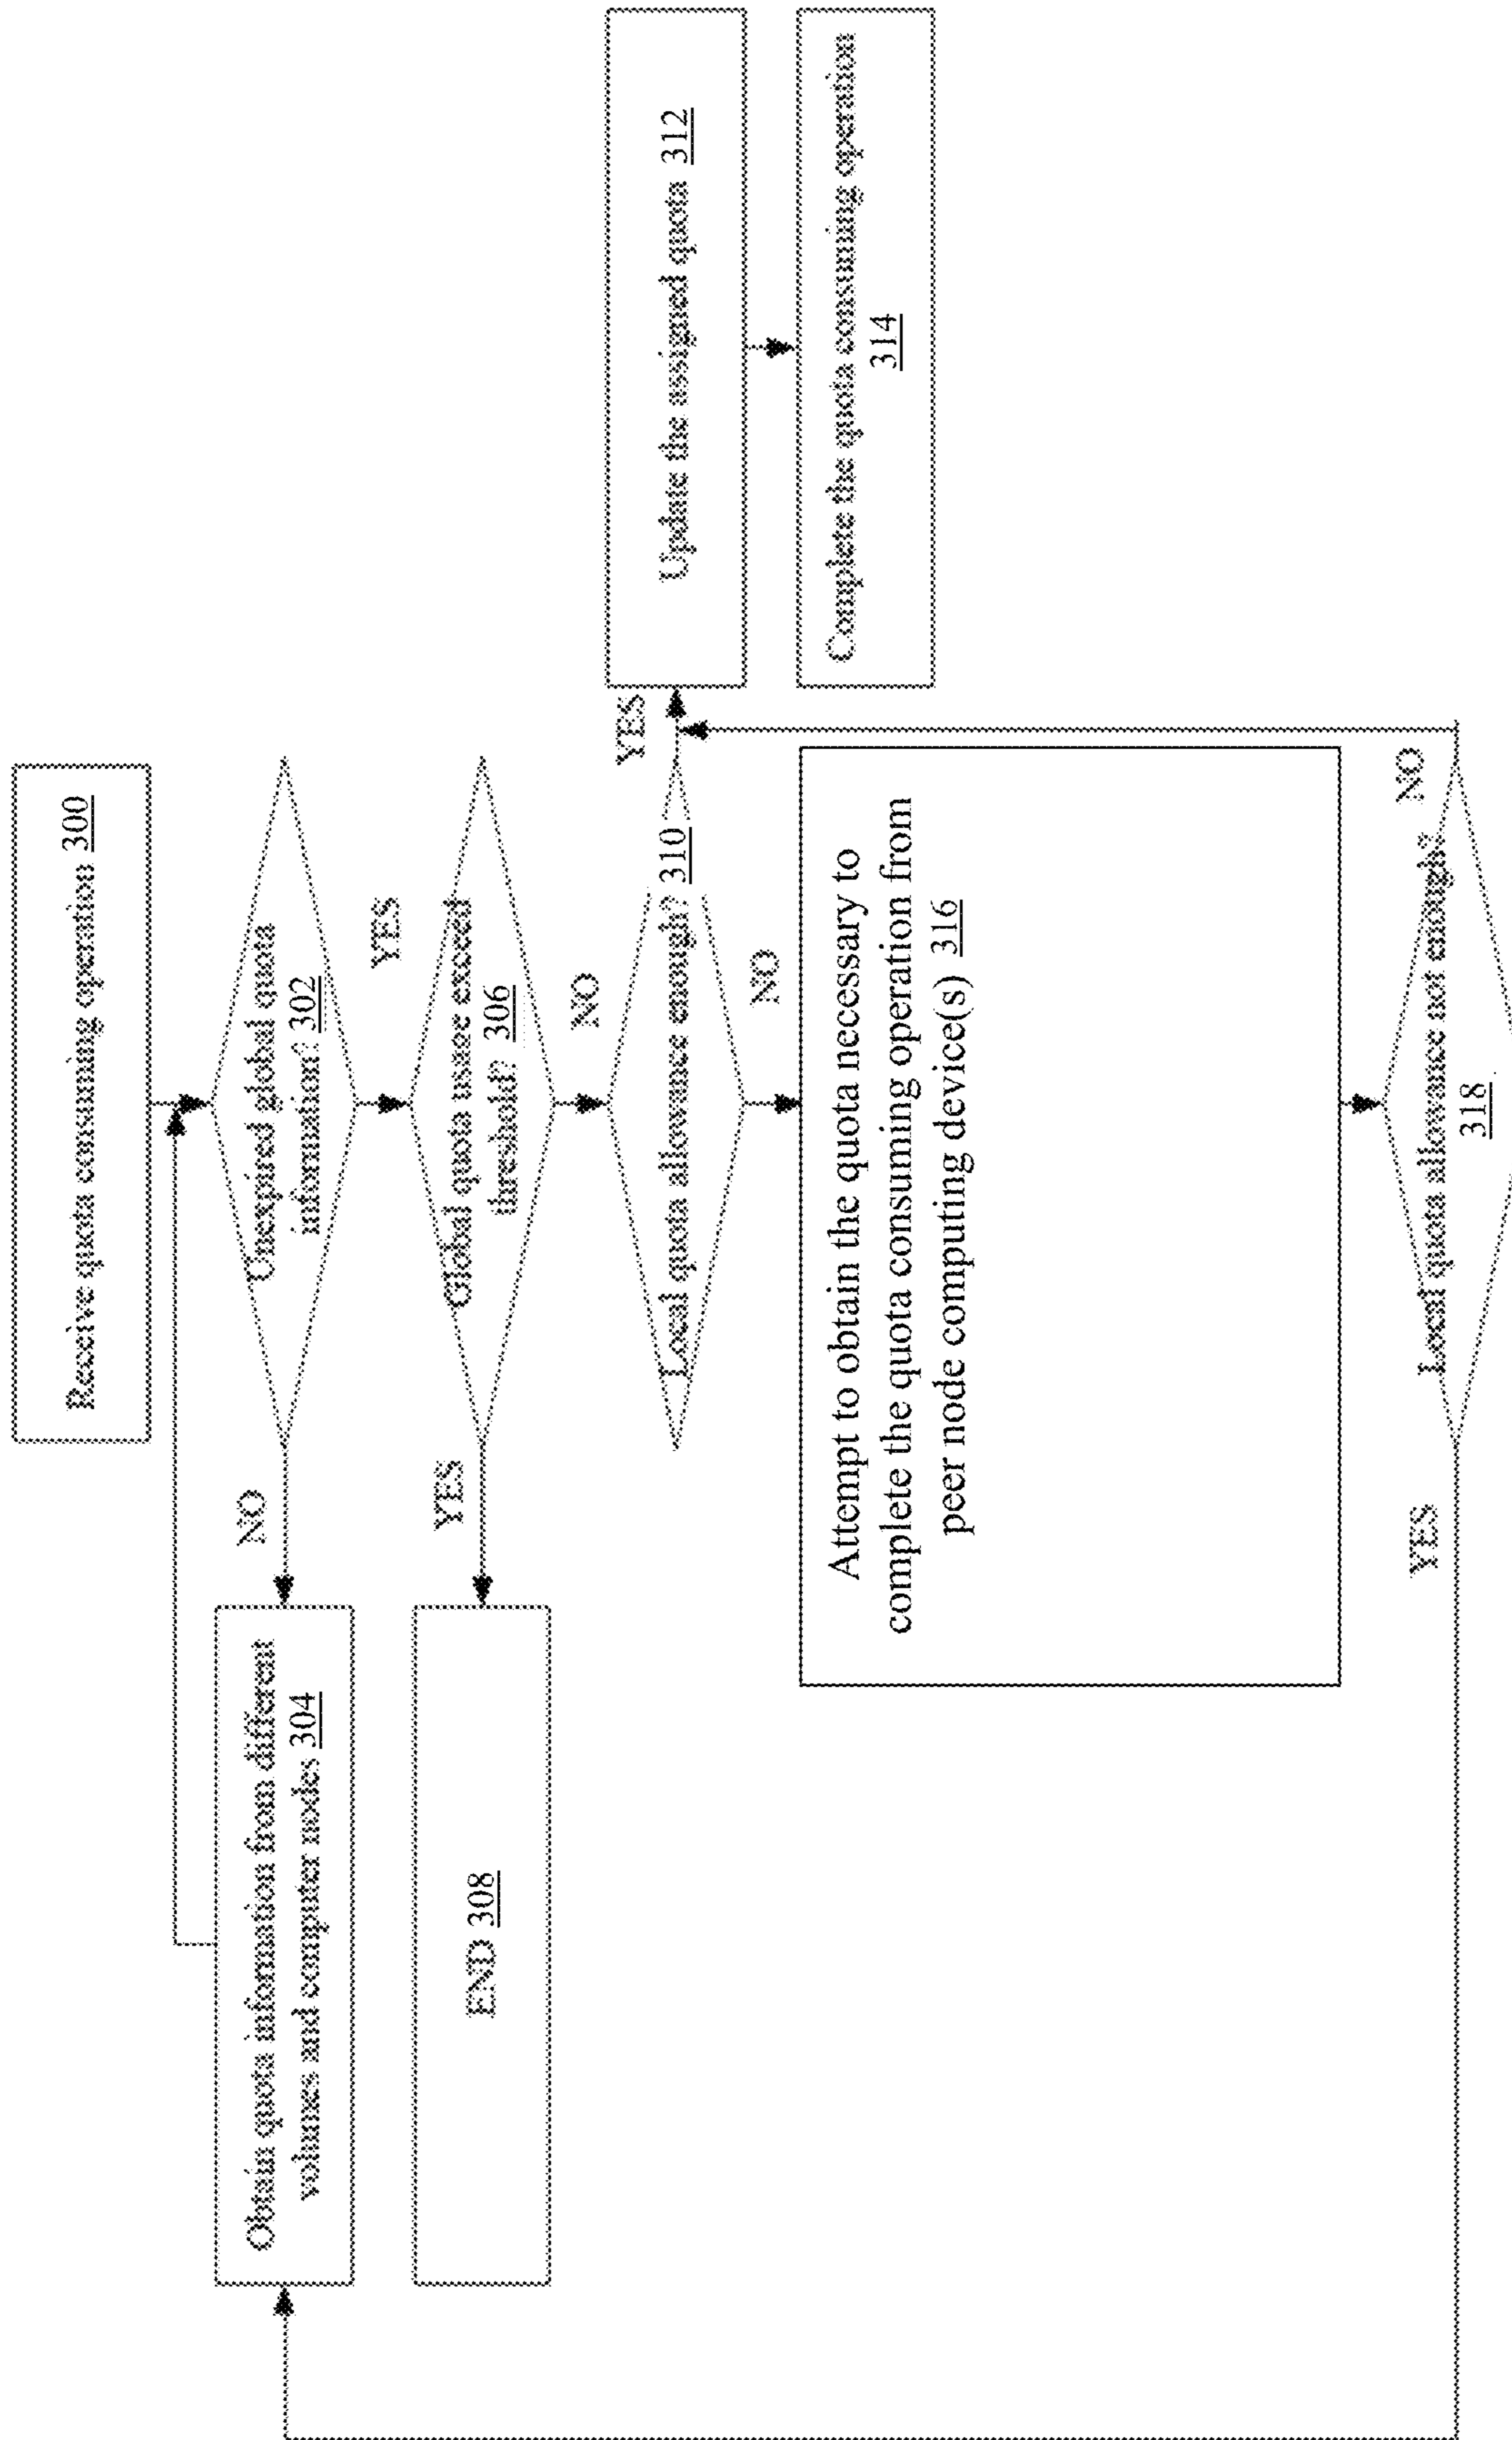 Receive quota consuming operation 300
Unexpired global quota
information? 302
NO
YES
Obtain quota information from different
volumes and computer nodes 304
Global quota usage exceed
threshold? 306
YES
NO
END 308
Local quota allowance enough? 310
YES
NO
Update the assigned quota 312
Complete the quota consuming operation
314
Attempt to obtain the quota necessary to
complete the quota consuming operation from
peer node computing device(s) 316
Local quota allowance not enough?
318
YES
NO